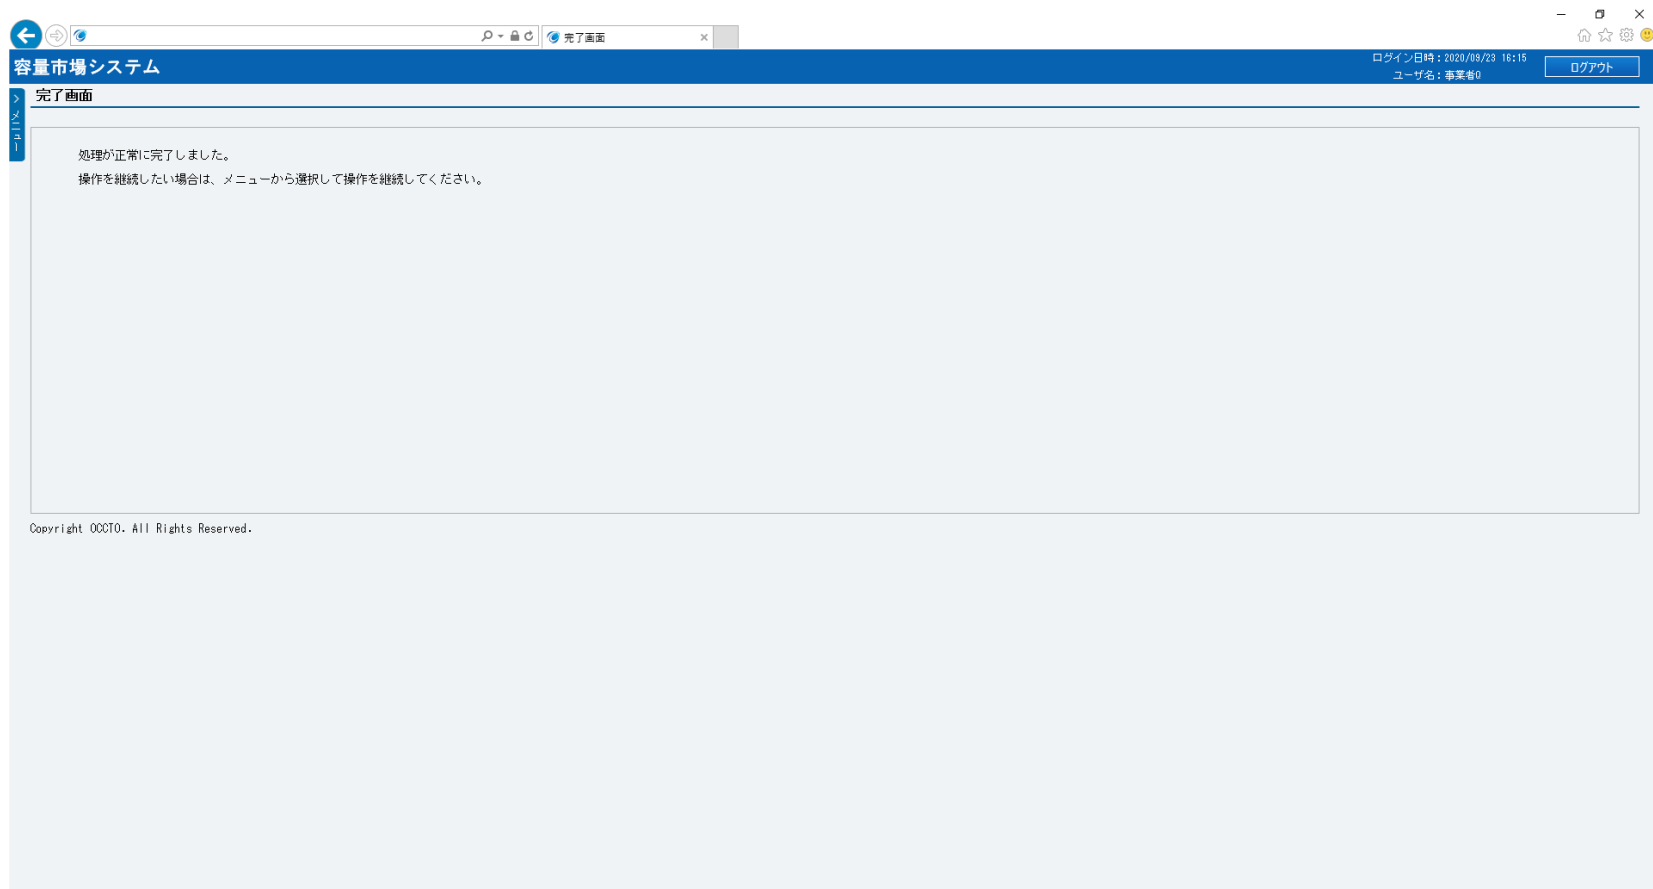 完了画面
容量市場システム
ログイン日時：2020/09/23 16:15
ユーザ名：事業者0
ログアウト
>メニュー
完了画面
処理が正常に完了しました。
操作を継続したい場合は、メニューから選択して操作を継続してください。
Copyright OCCTO. All Rights Reserved.